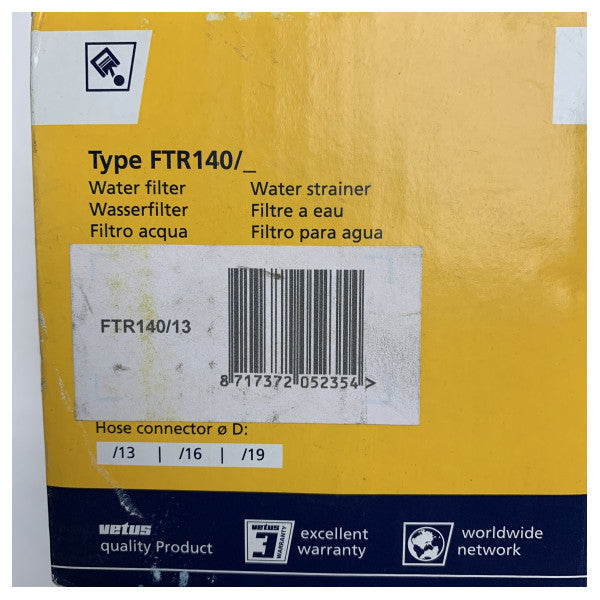 Type FTR140/_
Water filter Water strainer
Wasserfilter Filtre a eau
Filtro acqua Filtro para agua
FTR140/13
8 717372 052354 >
Hose connector ø D:
/13 | /16 | /19
vetus
quality Product
3
WARRANTY
excellent
warranty
worldwide
network